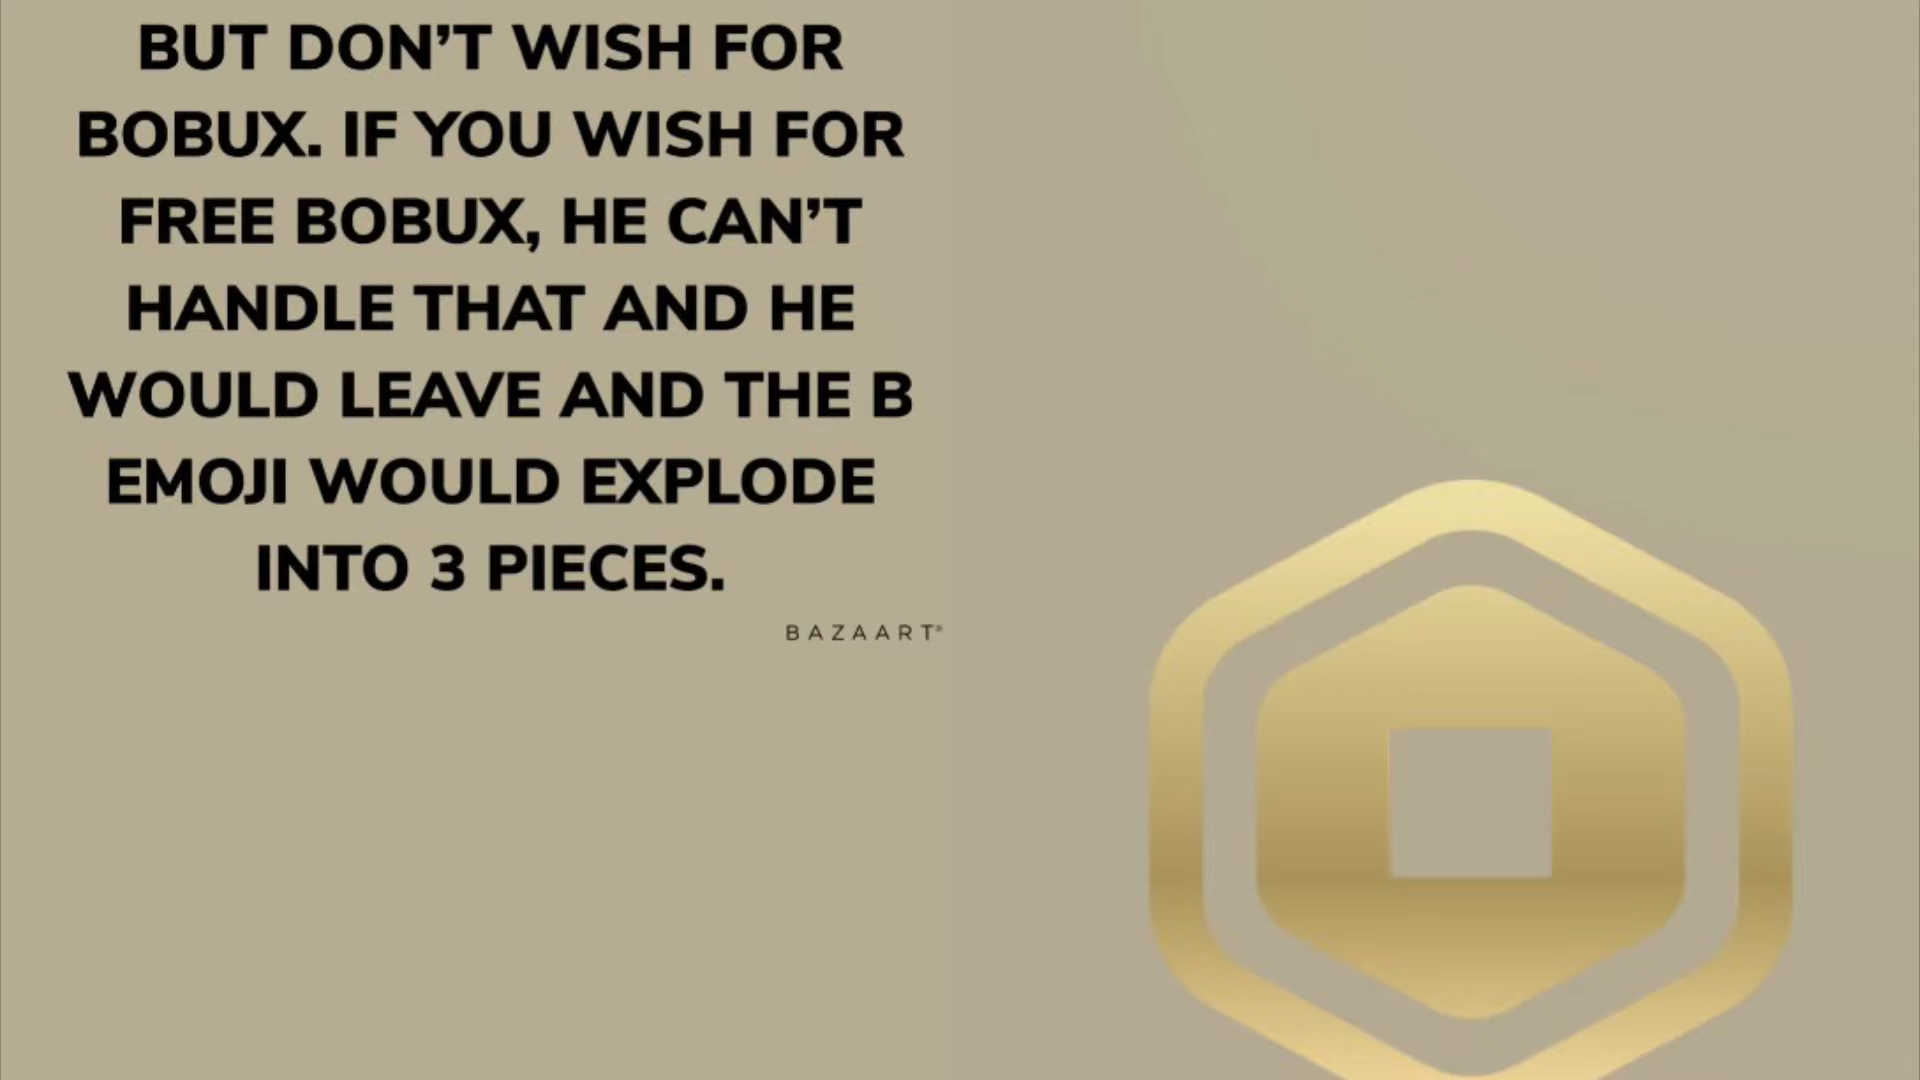 BUT DON’T WISH FOR
BOBUX. IF YOU WISH FOR
FREE BOBUX, HE CAN’T
HANDLE THAT AND HE
WOULD LEAVE AND THE B
EMOJI WOULD EXPLODE
INTO 3 PIECES.
BAZAART®